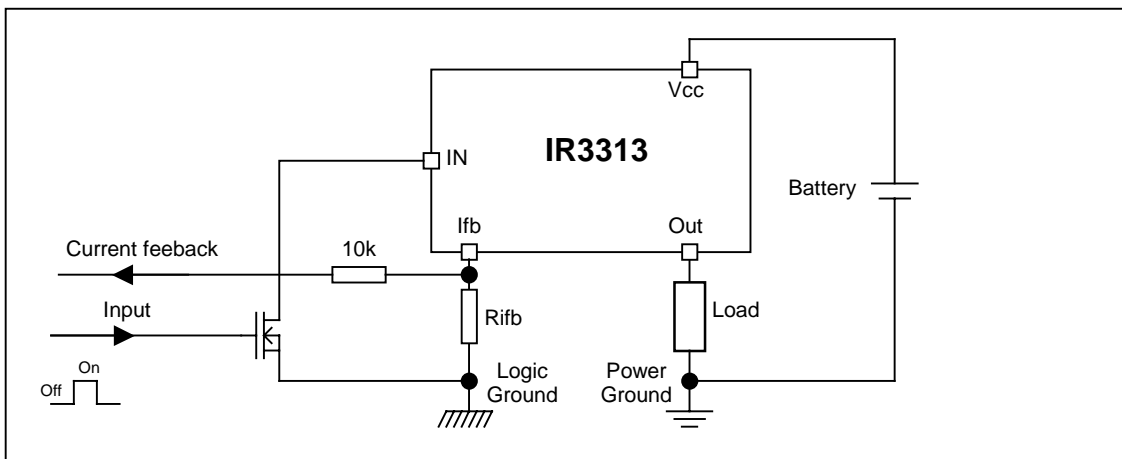 Vcc
IR3313
IN
Battery
Ifb
Out
Current feeback
10k
Input
Rifb
Load
On
Off
Logic
Ground
Power
Ground